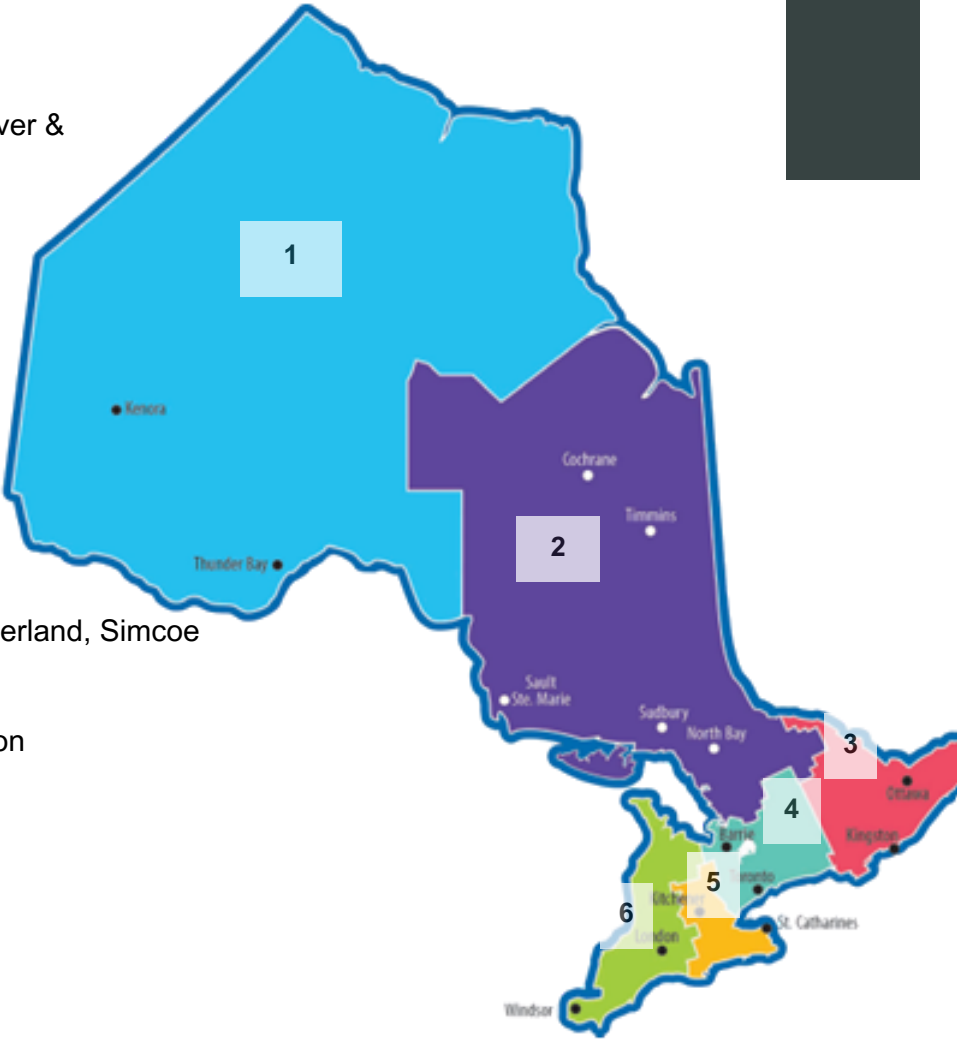 ver &
1
Kenora
Cochrane
Timmins
2
Thunder Bay
erland, Simcoe
Sault
Ste. Marie
Sudbury
North Bay
on
3
Ottawa
4
Barrie
Kingston
5
Toronto
Kitchener
6
St. Catharines
London
Windsor